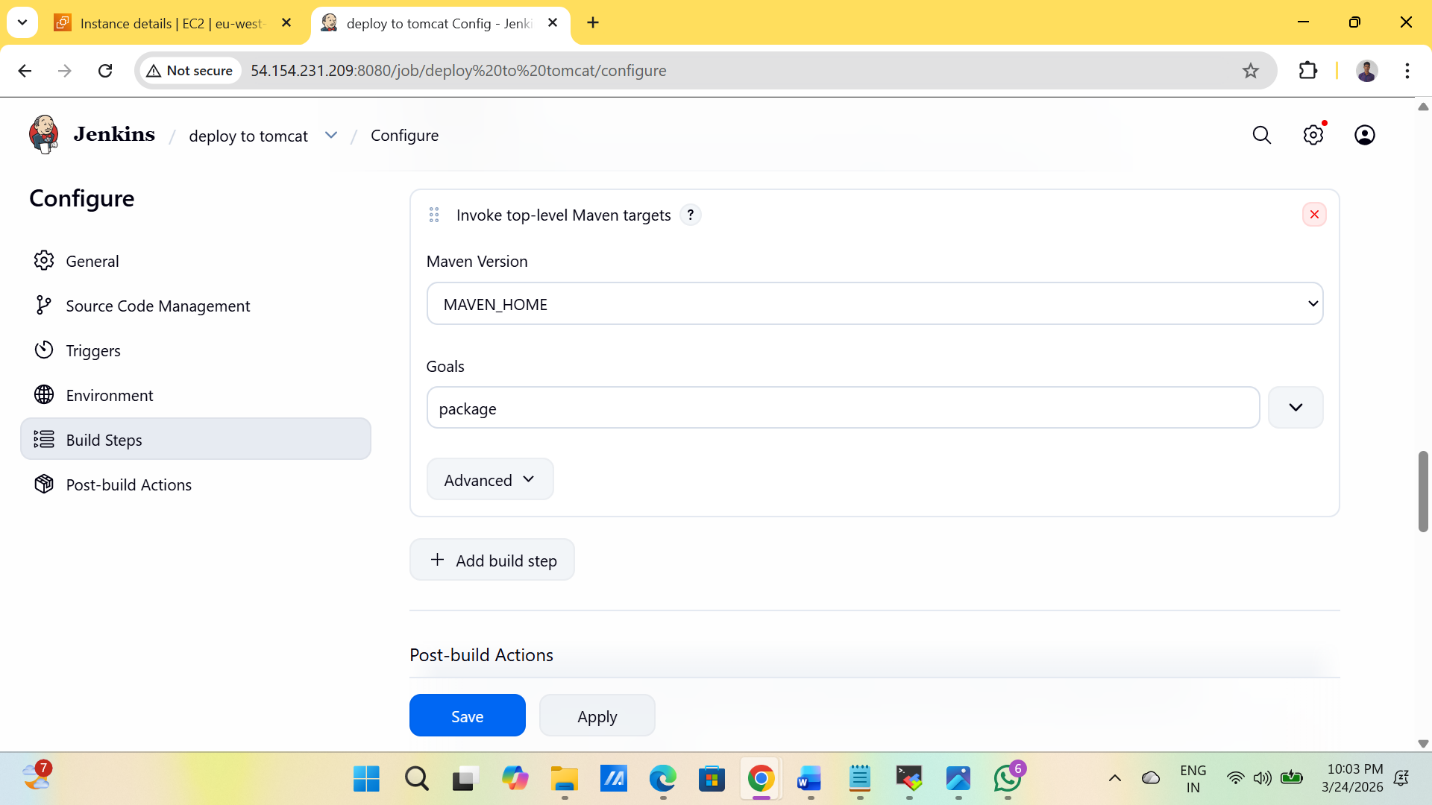 Instance details | EC2 | eu-west-
deploy to tomcat Config - Jenki
Not secure
54.154.231.209:8080/job/deploy%20to%20tomcat/configure
Jenkins / deploy to tomcat / Configure
Configure
General
Source Code Management
Triggers
Environment
Build Steps
Post-build Actions
Invoke top-level Maven targets ?
Maven Version
MAVEN_HOME
Goals
package
Advanced
+ Add build step
Post-build Actions
Save
Apply
7
6
ENG
IN
10:03 PM
3/24/2026